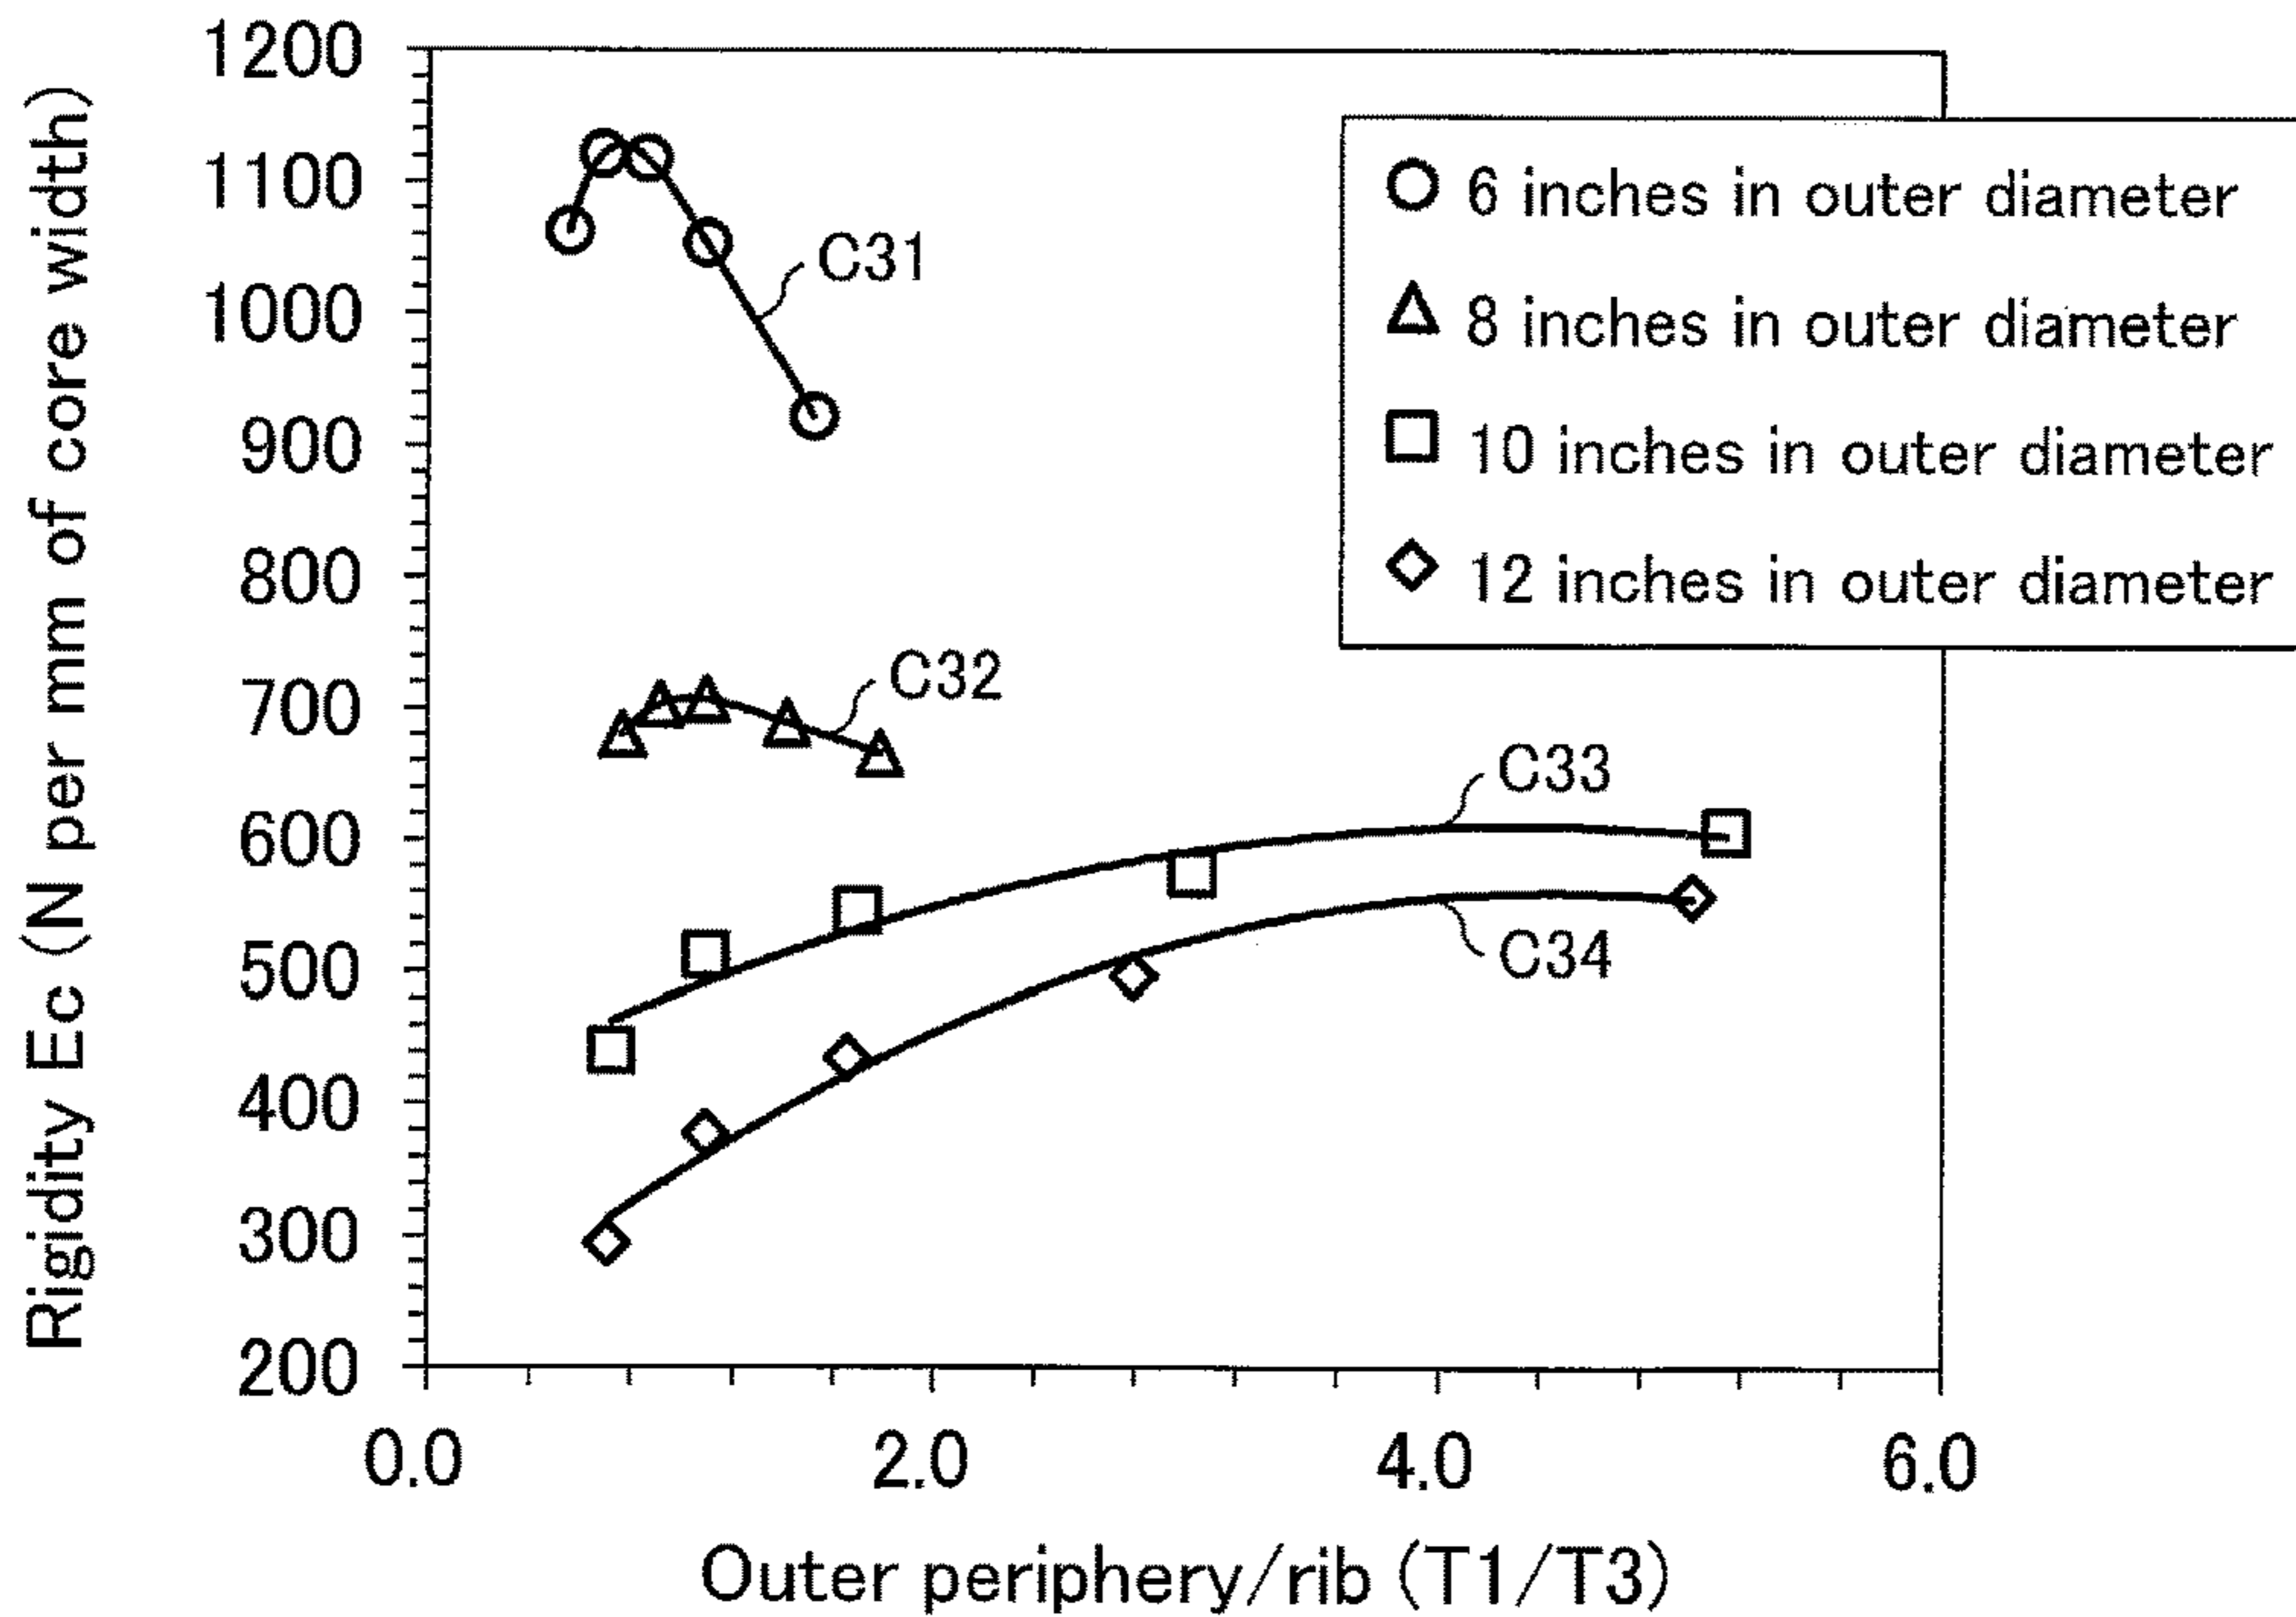 Rigidity Ec (N per mm of core width)
1200
1100
1000
900
800
700
600
500
400
300
200
C31
C32
C33
C34
6 inches in outer diameter
8 inches in outer diameter
10 inches in outer diameter
12 inches in outer diameter
0.0 2.0 4.0 6.0
Outer periphery/rib (T1/T3)